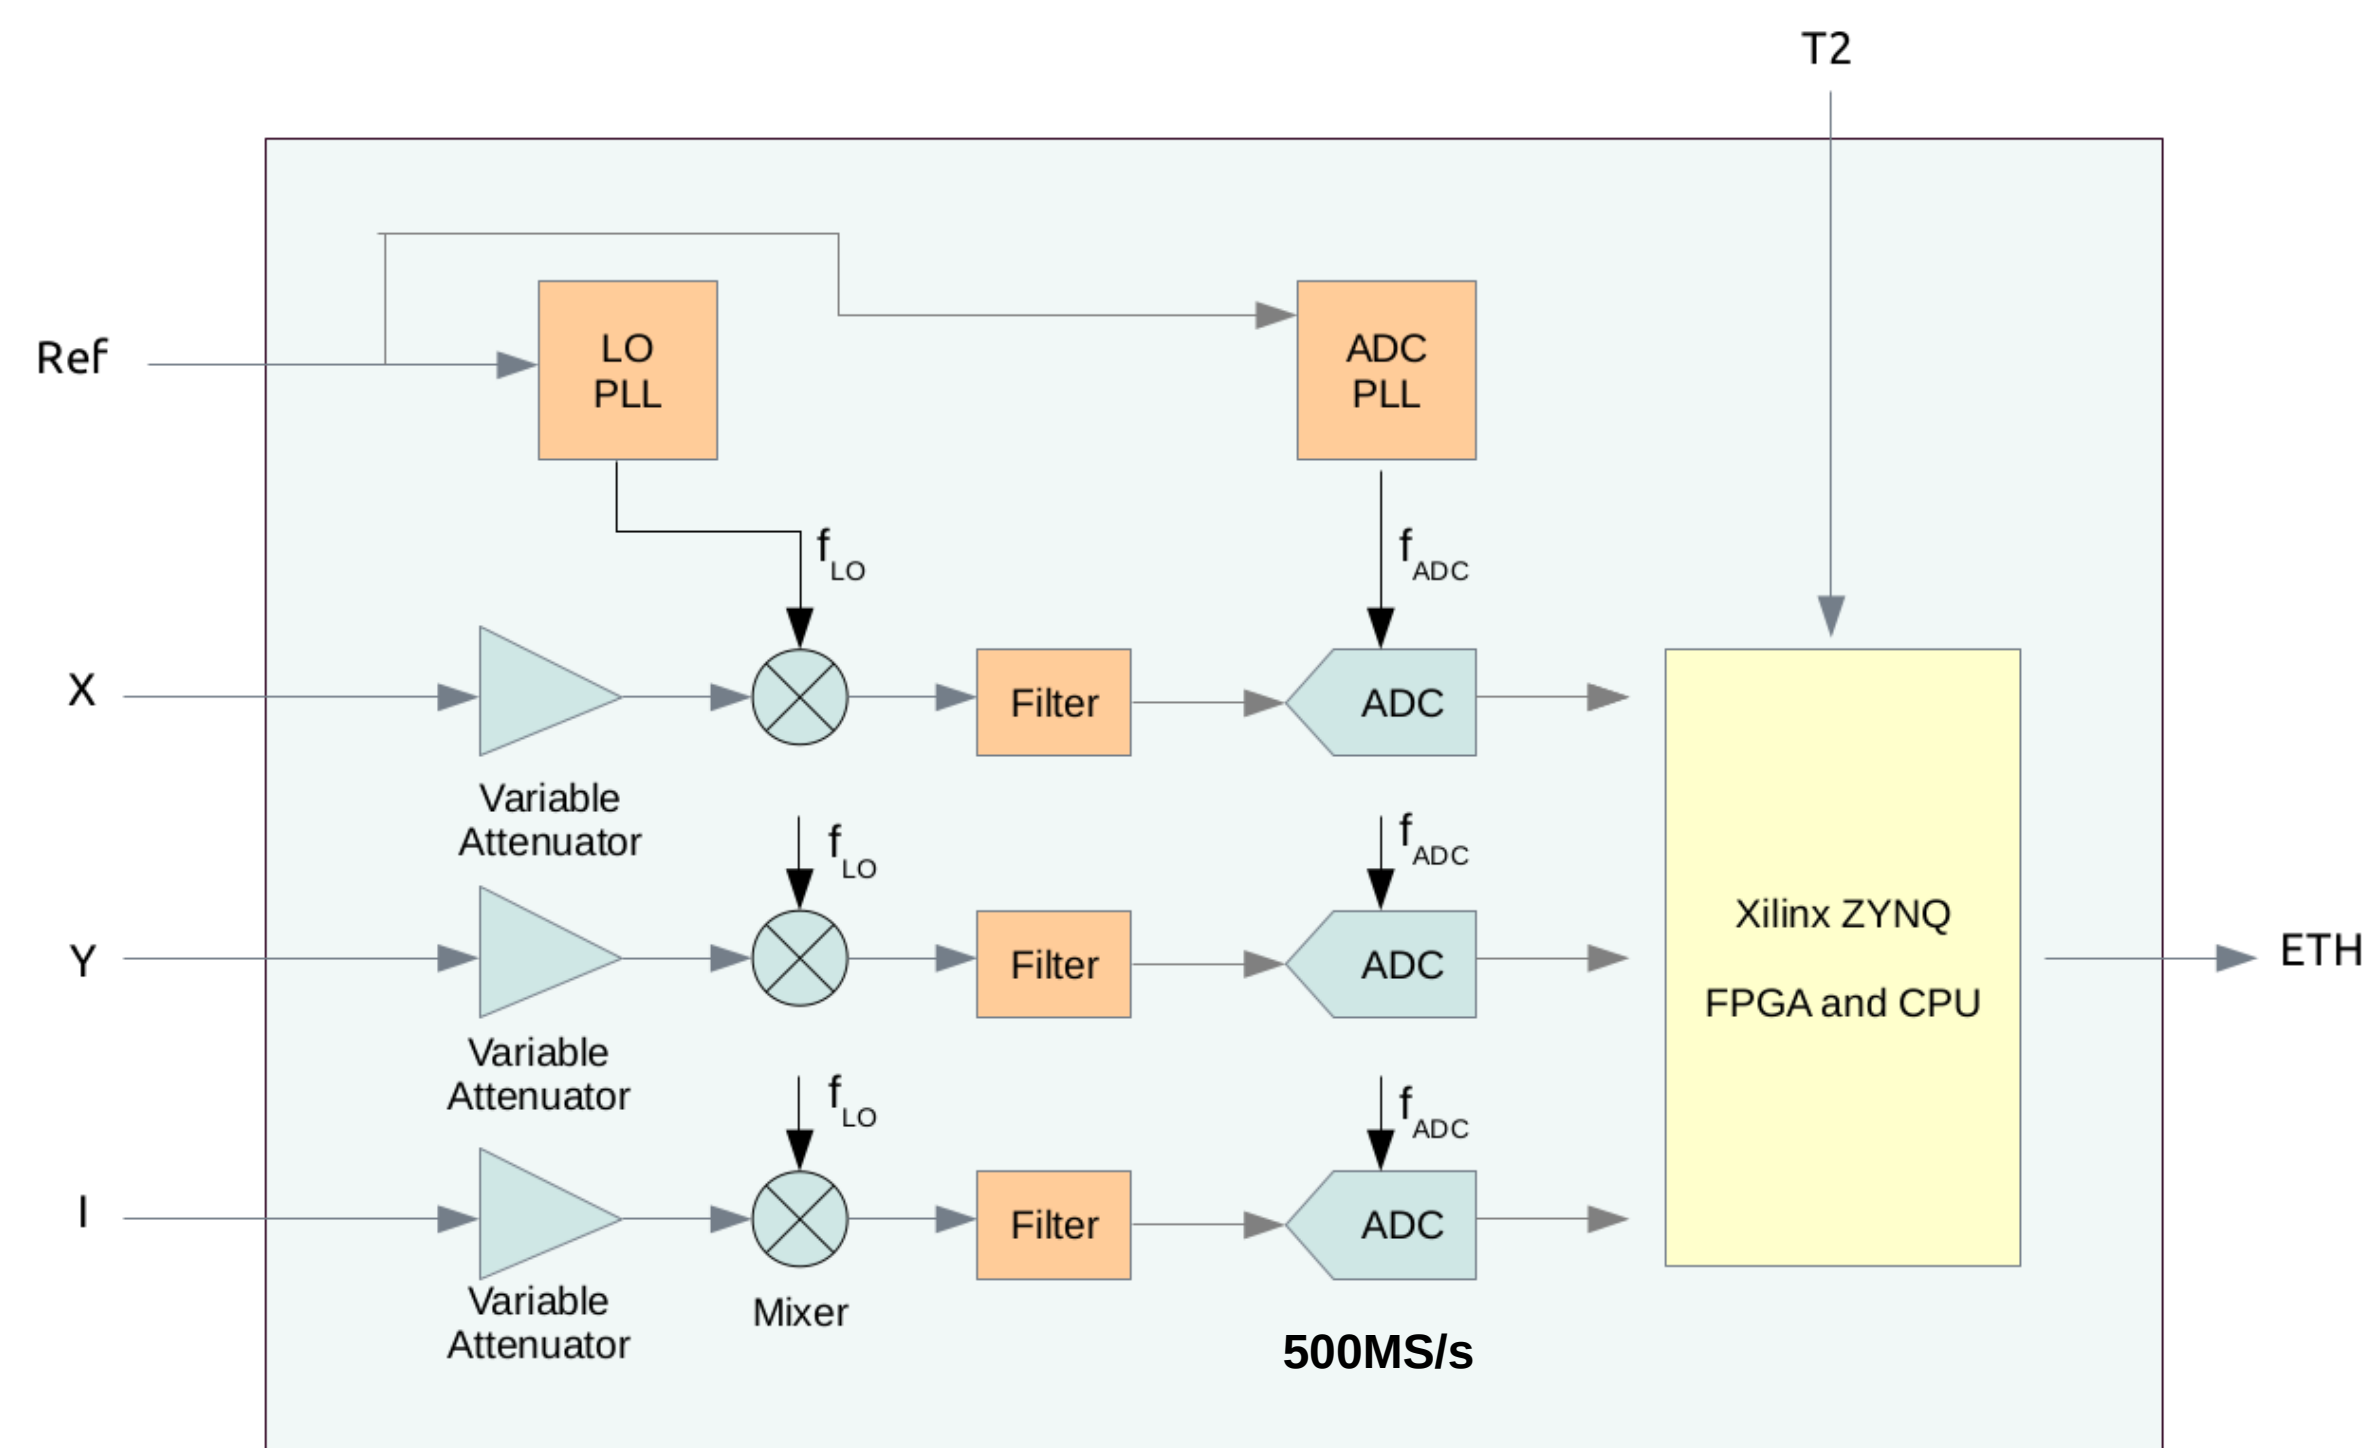 T2
Ref
LO
PLL
ADC
PLL
f LO
f ADC
X
Filter
ADC
Variable
Attenuator
f LO
f ADC
Y
Filter
ADC
Xilinx ZYNQ
FPGA and CPU
ETH
Variable
Attenuator
f LO
f ADC
I
Filter
ADC
Variable
Attenuator
Mixer
500MS/s